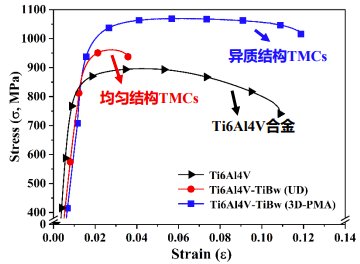 1100
1000
900
800
700
600
500
400
0
Stress (σ, MPa)
异质结构TMCs
均匀结构TMCs
Ti6Al4V合金
Ti6Al4V
Ti6Al4V-TiBw (UD)
Ti6Al4V-TiBw (3D-PMA)
0.00 0.02 0.04 0.06 0.08 0.10 0.12 0.14
Strain (ε)